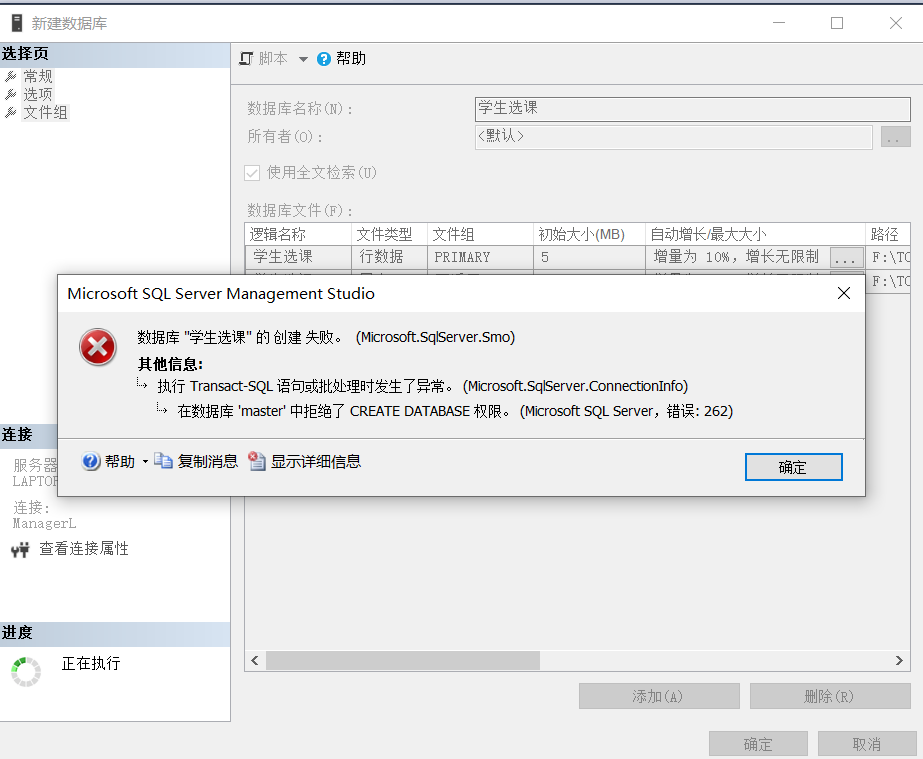 新建数据库
选择页
常规
选项
文件组
脚本 帮助
数据库名称(N):
学生选课
所有者(O):
<默认>
..
使用全文检索(U)
数据库文件(F):
逻辑名称 文件类型 文件组 初始大小(MB) 自动增长/最大大小 路径
学生选课 行数据 PRIMARY 5 增量为 10%，增长无限制 ... F:\TO
F:\TO
Microsoft SQL Server Management Studio
数据库 "学生选课" 的 创建 失败。 (Microsoft.SqlServer.Smo)
其他信息:
执行 Transact-SQL 语句或批处理时发生了异常。 (Microsoft.SqlServer.ConnectionInfo)
在数据库 'master' 中拒绝了 CREATE DATABASE 权限。 (Microsoft SQL Server，错误: 262)
帮助 复制消息 显示详细信息
确定
连接
服务器
LAPTOP
连接:
ManagerL
查看连接属性
进度
正在执行
添加(A) 删除(R)
确定 取消